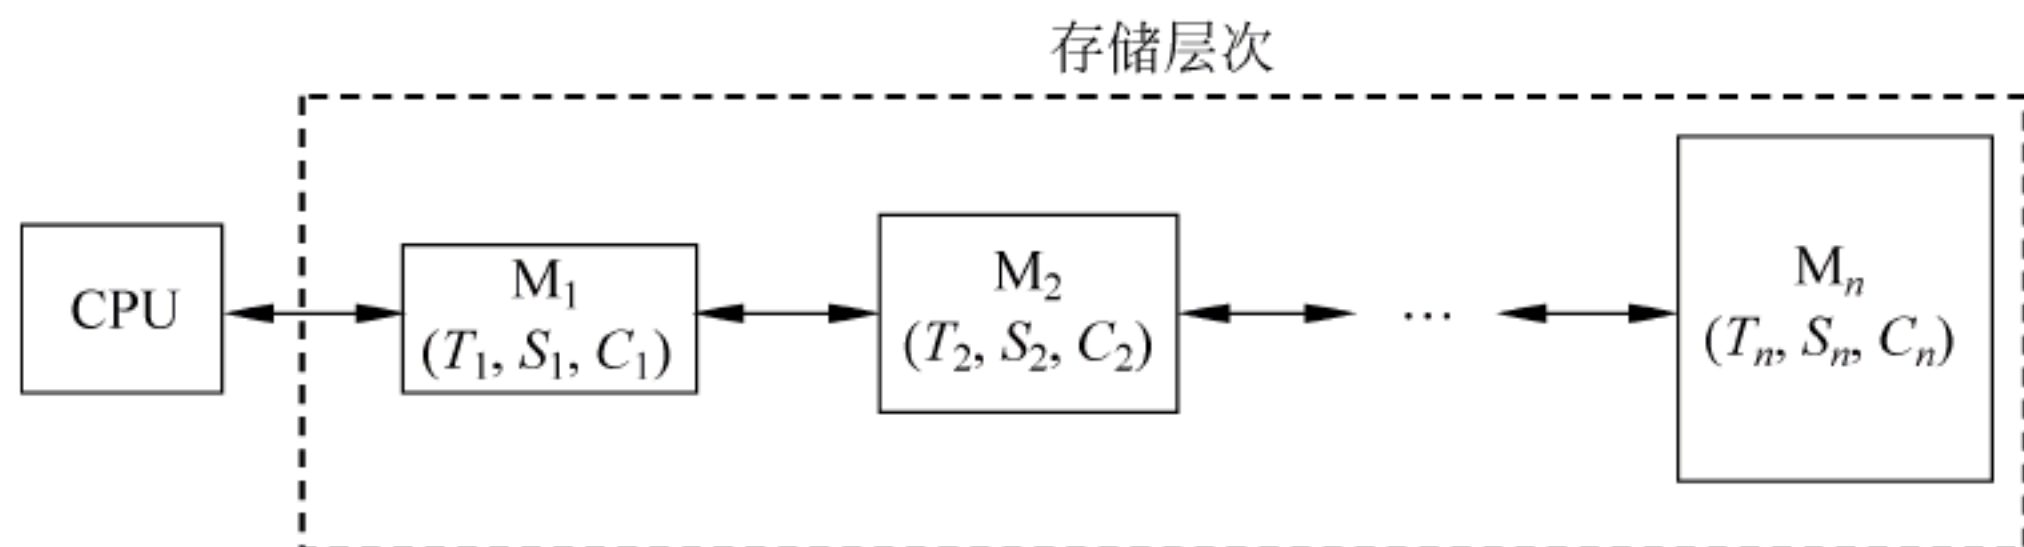 存储层次
CPU
M₁
(T₁, S₁, C₁)
M₂
(T₂, S₂, C₂)
…
Mₙ
(Tₙ, Sₙ, Cₙ)